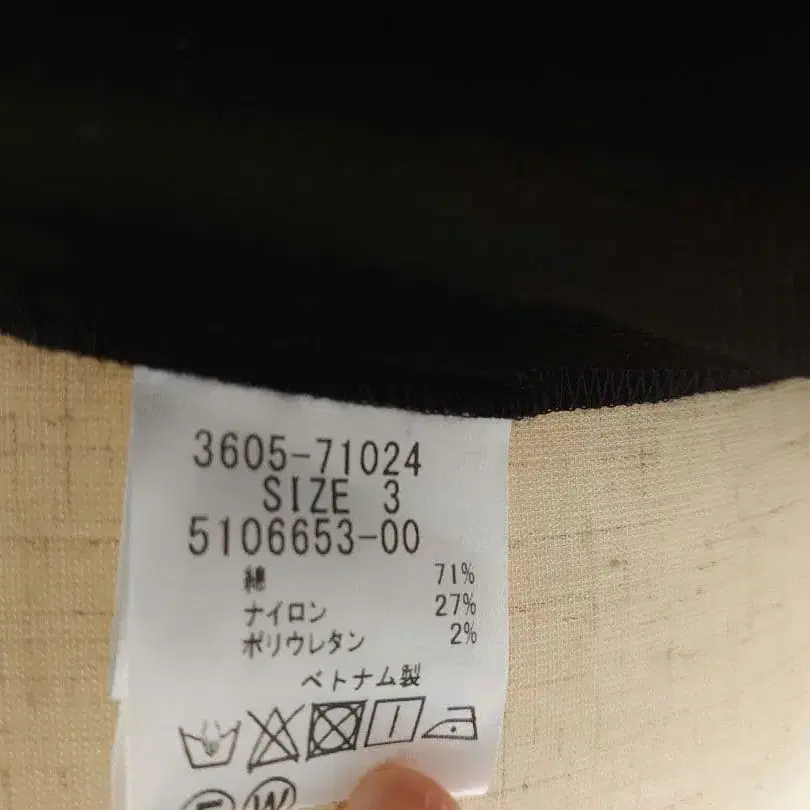 3605-71024
SIZE 3
5106653-00
綿 71%
ナイロン 27%
ポリウレタン 2%
ベトナム製
W